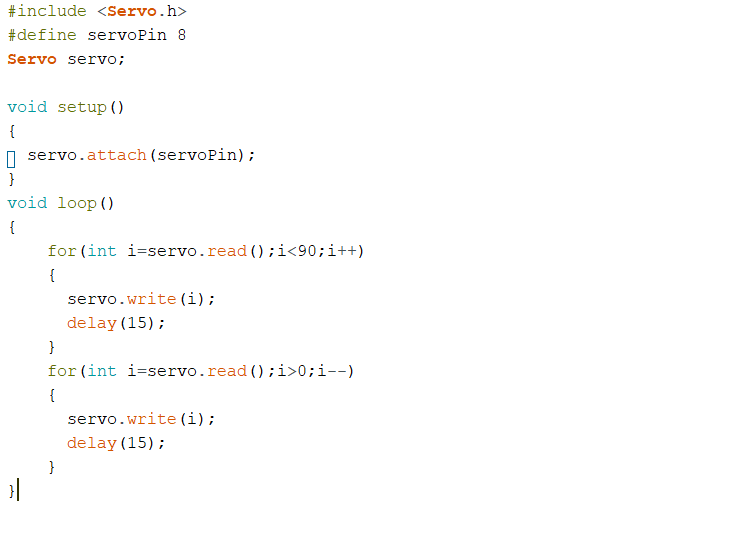 #include <Servo.h>
#define servoPin 8
Servo servo;

void setup()
{
  servo.attach(servoPin);
}
void loop()
{
    for(int i=servo.read();i<90;i++)
    {
      servo.write(i);
      delay(15);
    }
    for(int i=servo.read();i>0;i--)
    {
      servo.write(i);
      delay(15);
    }
}